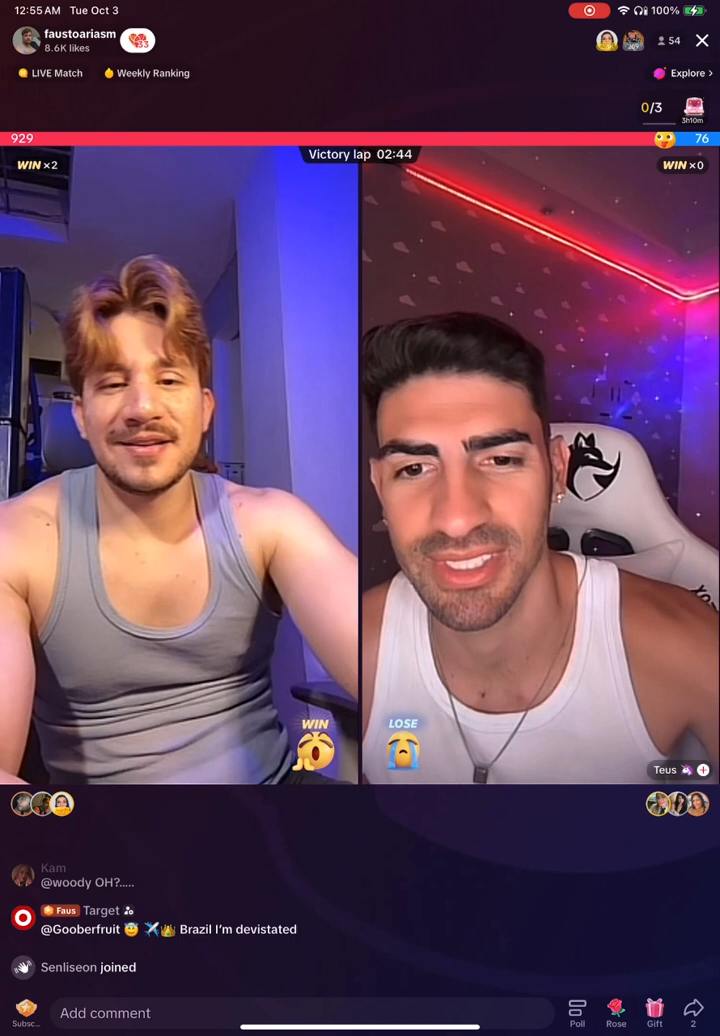 12:55 AM Tue Oct 3
100%
faustoariasm
8.6K likes
33
54
LIVE Match
Weekly Ranking
Explore
0/3
3h10m
929
76
Victory lap 02:44
WIN ×2
WIN ×0
WIN
LOSE
Teus
Kam
@woody OH?.....
Faus Target
@Gooberfruit 😇 ✈️👑 Brazil I'm devistated
Senliseon joined
Subsc...
Add comment
Poll
Rose
Gift
2